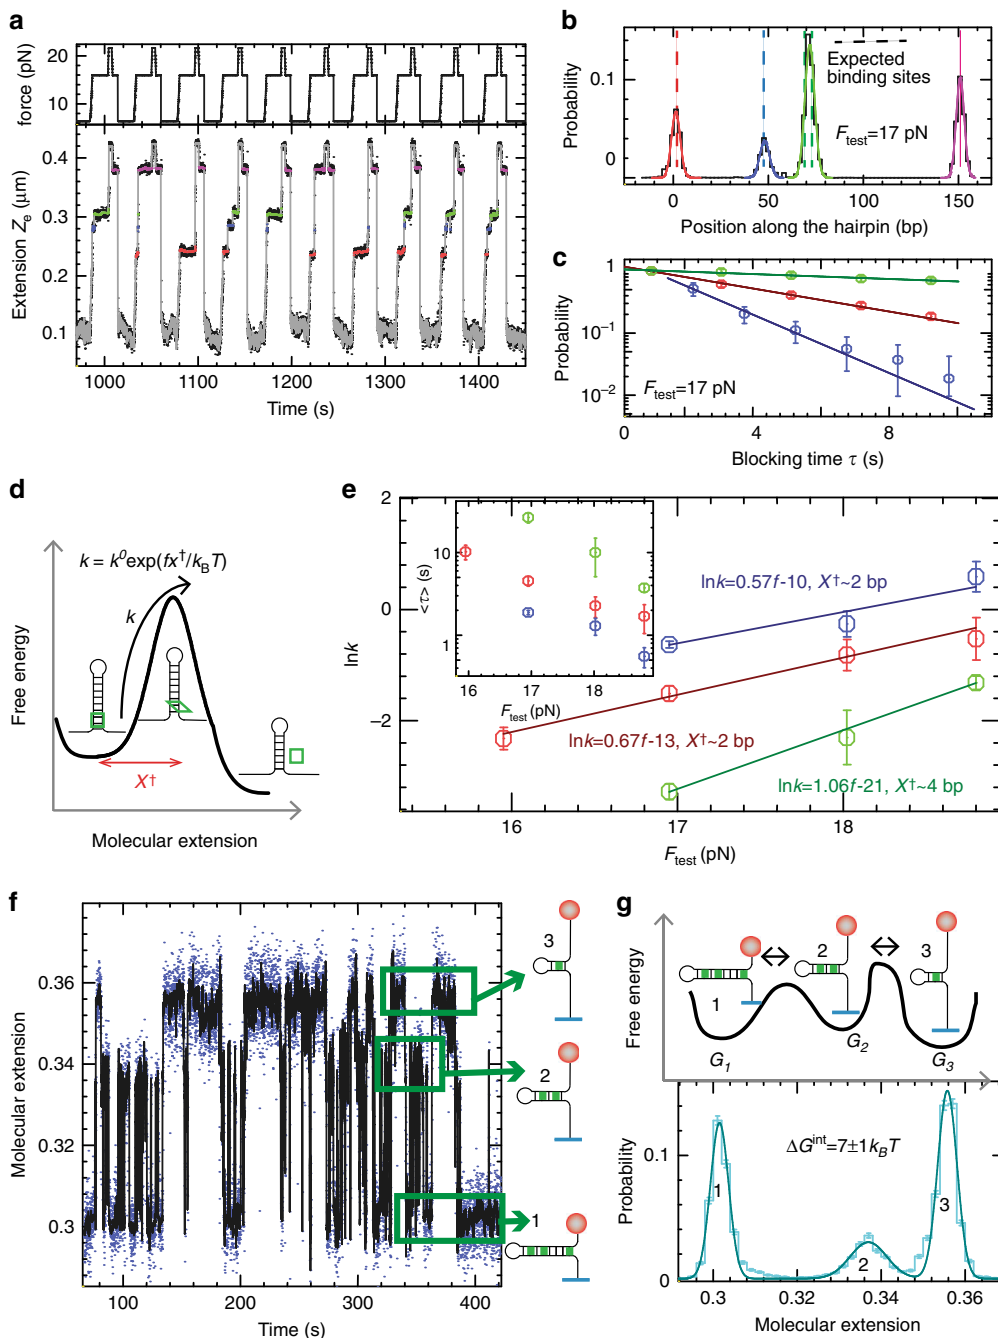 a
force (pN)
20
10
Extension Ze (μm)
0.4
0.3
0.2
0.1
1000 1100 1200 1300 1400
Time (s)
b
Probability
0.1
0
Expected
binding sites
Ftest=17 pN
0 50 100 150
Position along the hairpin (bp)
c
Probability
1
10⁻¹
10⁻²
Ftest=17 pN
0 4 8
Blocking time τ (s)
d
k = k⁰exp(fx†/kBT)
k
Free energy
X†
Molecular extension
e
lnk
2
0
−2
<τ> (s)
10
1
16 17 18
Ftest (pN)
lnk=0.57f-10, X†~2 bp
lnk=0.67f-13, X†~2 bp
lnk=1.06f-21, X†~4 bp
16 17 18
Ftest (pN)
f
Molecular extension
0.36
0.34
0.32
0.3
100 200 300 400
Time (s)
3
2
1
g
Free energy
1 2 3
G1 G2 G3
Probability
0.1
0
ΔGint=7±1kBT
1
2
3
0.3 0.32 0.34 0.36
Molecular extension